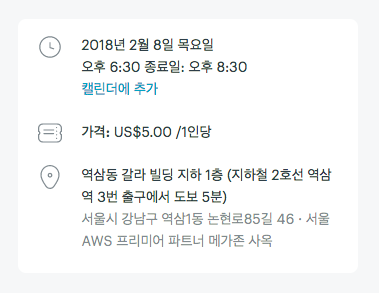 2018년 2월 8일 목요일
오후 6:30 종료일: 오후 8:30
캘린더에 추가
가격: US$5.00 /1인당
역삼동 갈라 빌딩 지하 1층 (지하철 2호선 역삼
역 3번 출구에서 도보 5분)
서울시 강남구 역삼1동 논현로85길 46 · 서울
AWS 프리미어 파트너 메가존 사옥